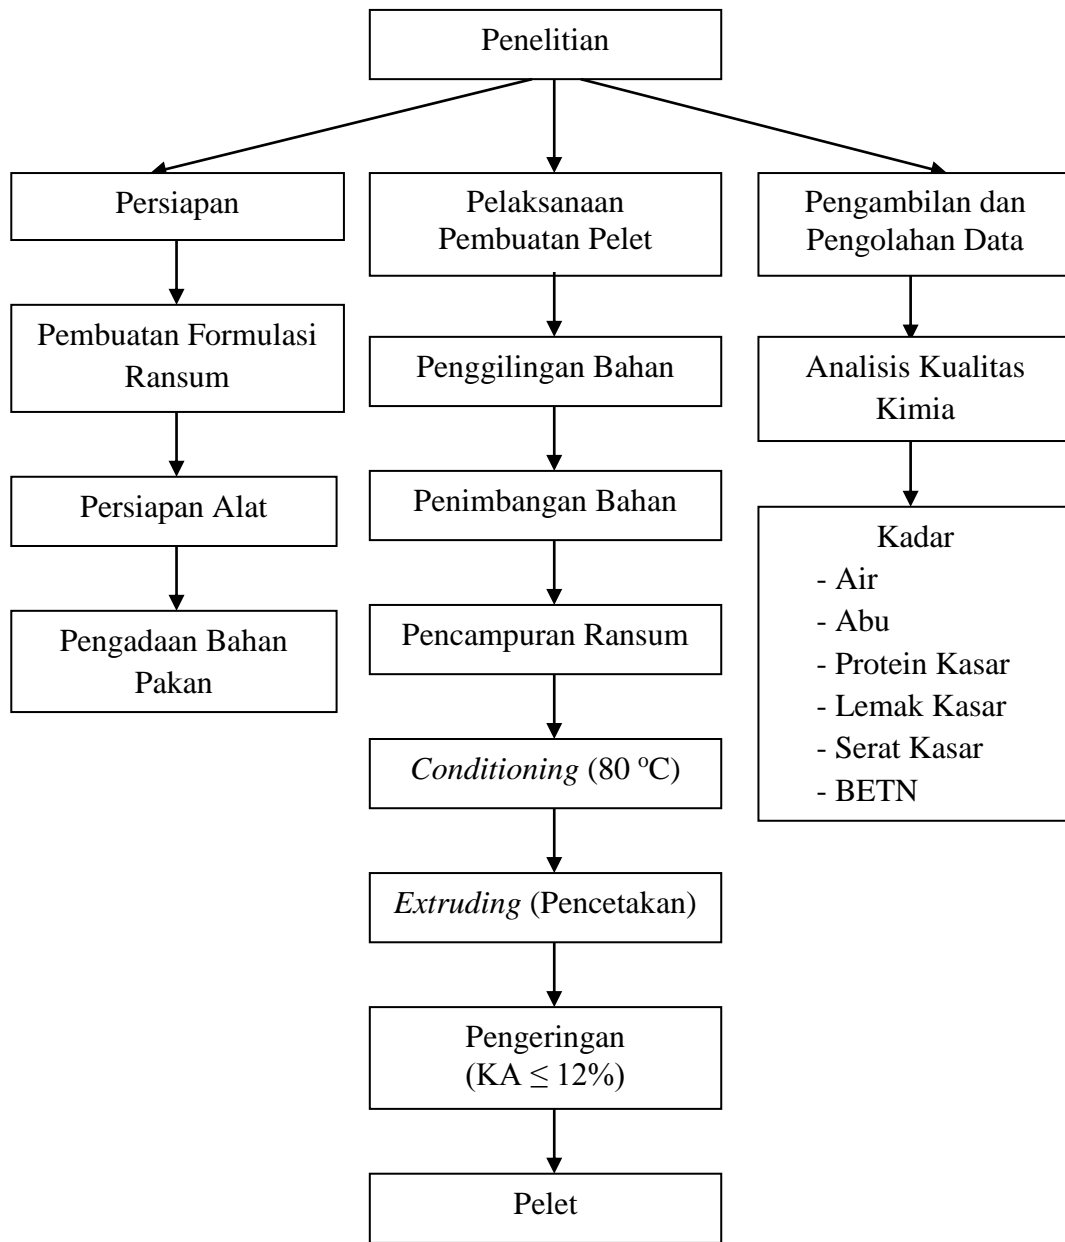 Penelitian
Persiapan
Pembuatan Formulasi
Ransum
Persiapan Alat
Pengadaan Bahan
Pakan
Pelaksanaan
Pembuatan Pelet
Penggilingan Bahan
Penimbangan Bahan
Pencampuran Ransum
Conditioning (80 °C)
Extruding (Pencetakan)
Pengeringan
(KA ≤ 12%)
Pelet
Pengambilan dan
Pengolahan Data
Analisis Kualitas
Kimia
Kadar
- Air
- Abu
- Protein Kasar
- Lemak Kasar
- Serat Kasar
- BETN